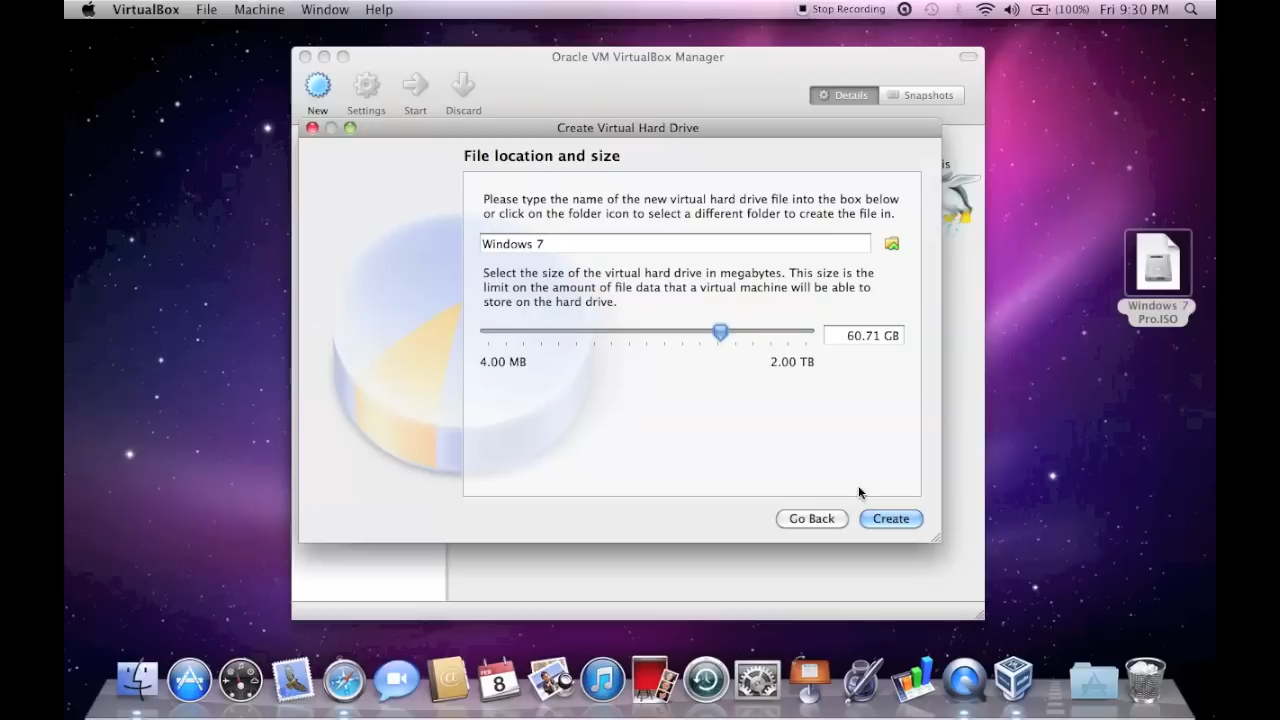 VirtualBox File Machine Window Help Stop Recording (100%) Fri 9:30 PM
Oracle VM VirtualBox Manager
New Settings Start Discard Details Snapshots
Create Virtual Hard Drive
File location and size
is
Please type the name of the new virtual hard drive file into the box below
or click on the folder icon to select a different folder to create the file in.
Windows 7
Select the size of the virtual hard drive in megabytes. This size is the
limit on the amount of file data that a virtual machine will be able to
store on the hard drive.
60.71 GB
4.00 MB 2.00 TB
Windows 7
Pro.ISO
Go Back Create
8